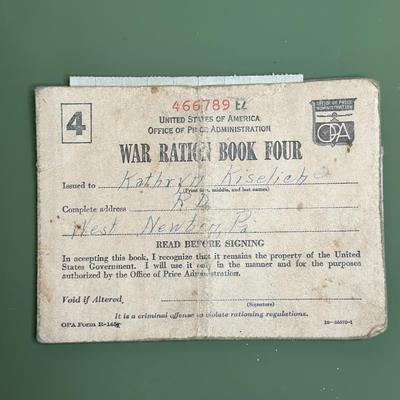 466789 EZ
4
UNITED STATES OF AMERICA
OFFICE OF PRICE ADMINISTRATION
OFFICE OF PRICE
ADMINISTRATION
OPA
WAR RATION BOOK FOUR
Issued to Kathryn Kiselich
(Print first, middle, and last names)
Complete address R.D.
West Newton, Pa.
READ BEFORE SIGNING
In accepting this book, I recognize that it remains the property of the United
States Government. I will use it only in the manner and for the purposes
authorized by the Office of Price Administration.
Void if Altered
(Signature)
It is a criminal offense to violate rationing regulations.
OPA Form R-145
16—35570-1